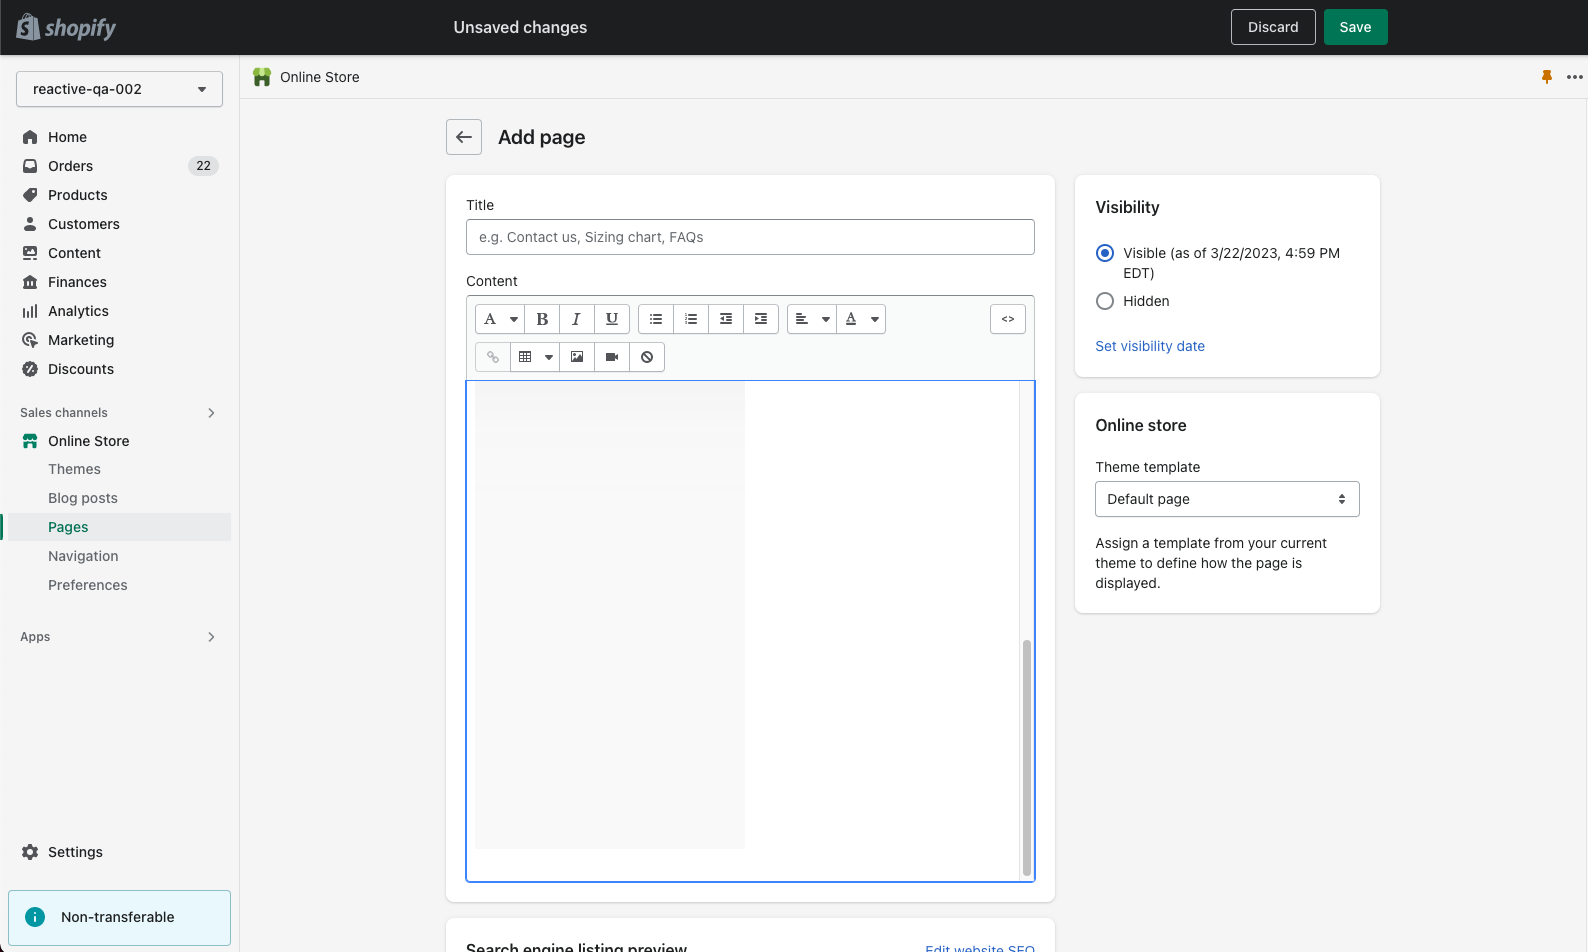 shopify
Unsaved changes
Discard
Save
reactive-qa-002
Online Store
Home
Orders
22
Products
Customers
Content
Finances
Analytics
Marketing
Discounts
Sales channels
Online Store
Themes
Blog posts
Pages
Navigation
Preferences
Apps
Settings
Non-transferable
Add page
Title
e.g. Contact us, Sizing chart, FAQs
Content
A
B
I
U
A
<>
Visibility
Visible (as of 3/22/2023, 4:59 PM
EDT)
Hidden
Set visibility date
Online store
Theme template
Default page
Assign a template from your current
theme to define how the page is
displayed.
Search engine listing preview
Edit website SEO